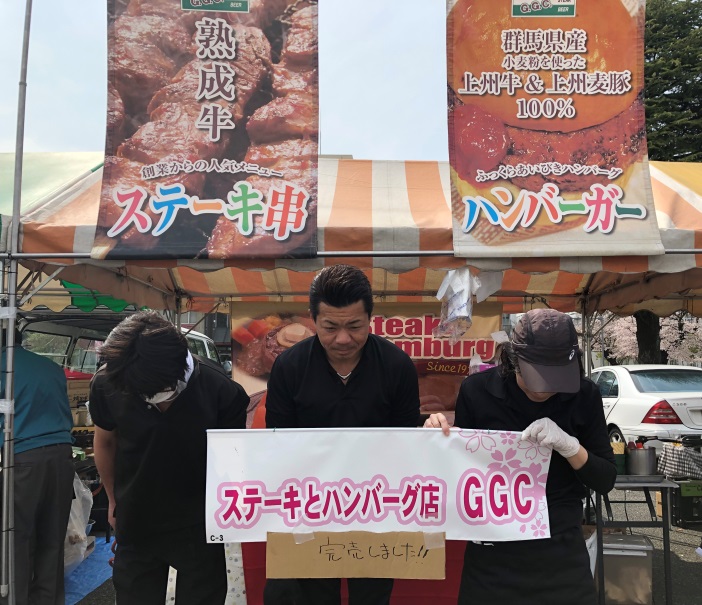 GGC
BEER
熟成牛
創業からの人気メニュー
ステーキ串
GGC
BEER
群馬県産
小麦粉を使った
上州牛＆上州麦豚
100%
ふっくらあいびきハンバーグ
ハンバーガー
Steak
Since19
ステーキとハンバーグ店 GGC
C-3
完売しました!!